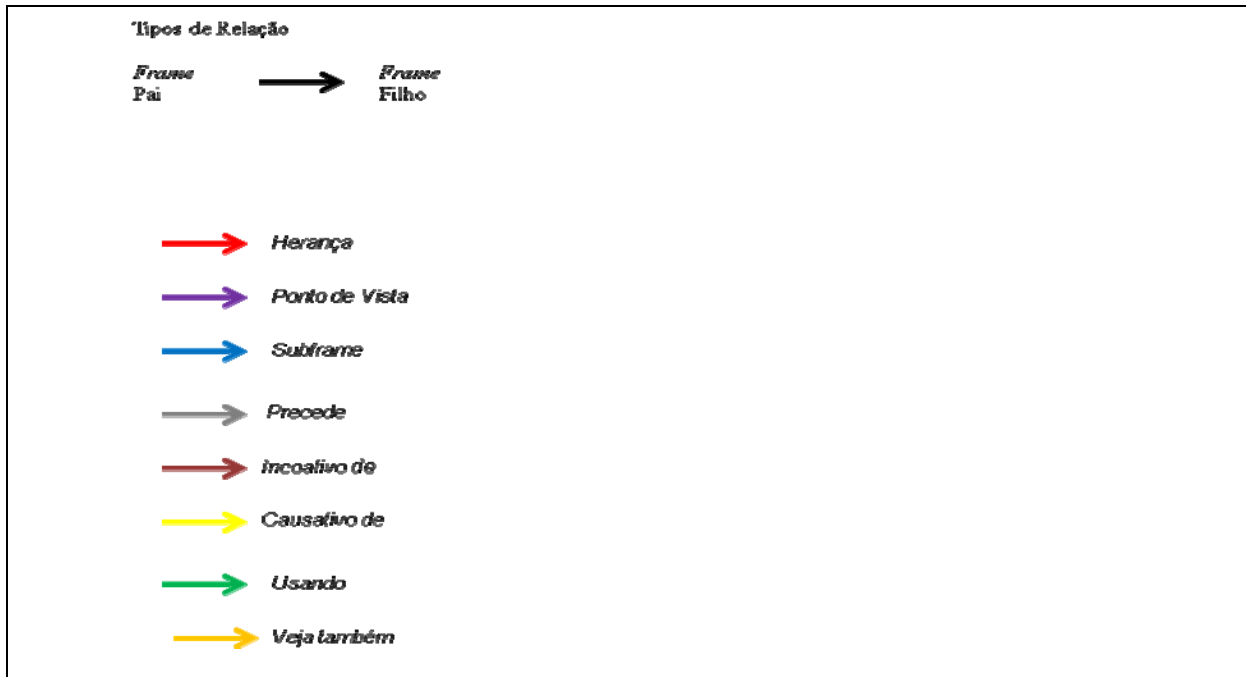 Tipos de Relação
Frame Frame
Pai Filho
Herança
Ponto de Vista
Subframe
Precede
Incoativo de
Causativo de
Usando
Veja também